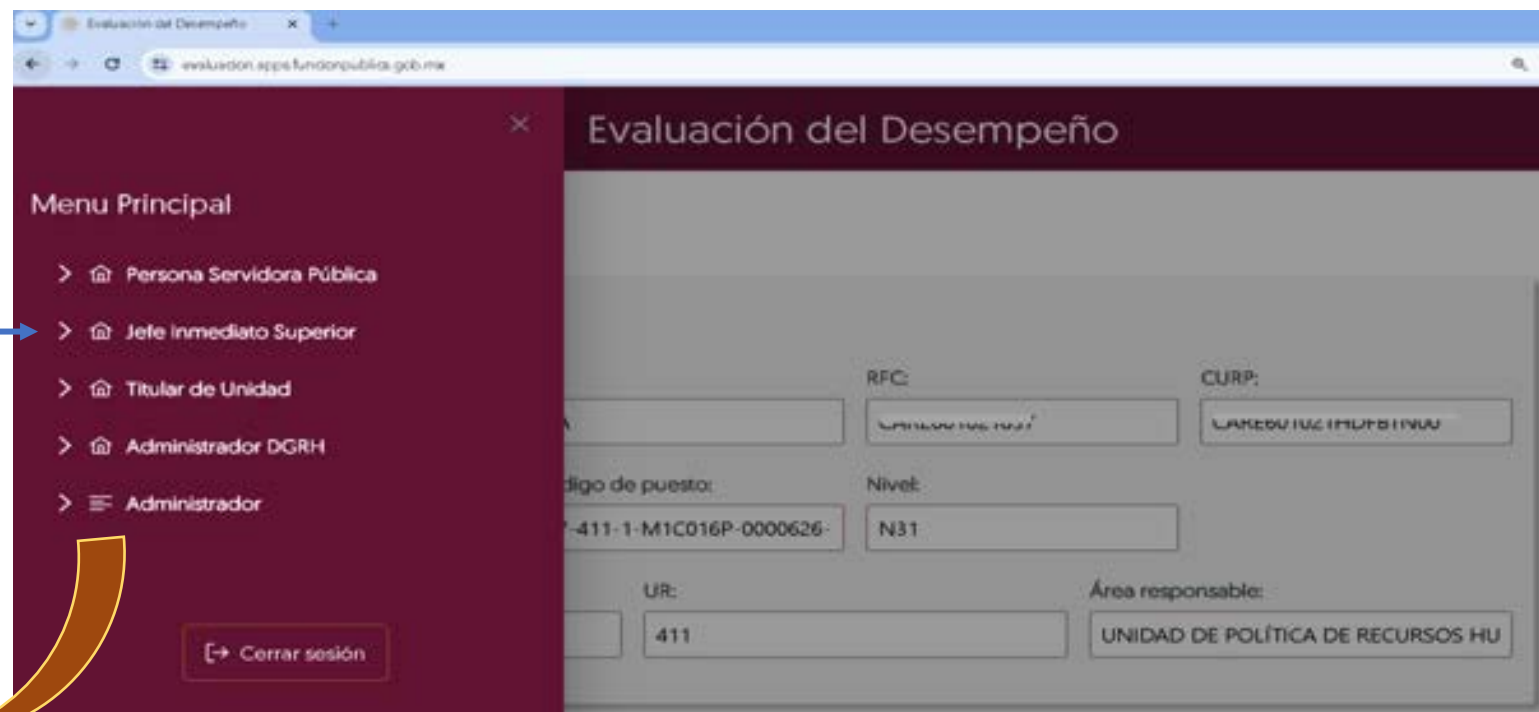 Evaluación del Desempeño
evaluacion.apps.funcionpublica.gob.mx
Evaluación del Desempeño
Menu Principal
Persona Servidora Pública
Jefe Inmediato Superior
Titular de Unidad
Administrador DGRH
Administrador
Cerrar sesión
RFC: CURP:
digo de puesto: Nivel:
-411-1-M1C016P-0000626- N31
UR: Área responsable:
411 UNIDAD DE POLÍTICA DE RECURSOS HU